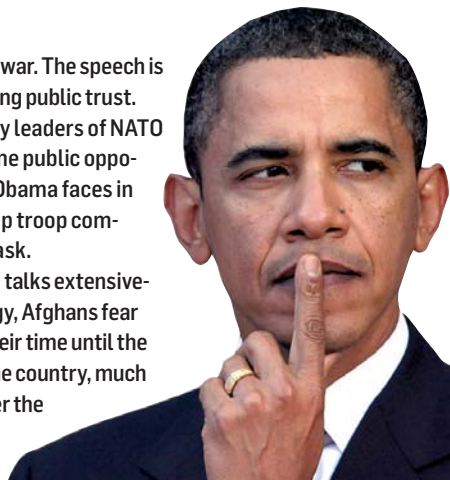 war. The speech is
ng public trust.
y leaders of NATO
ne public oppo-
Obama faces in
p troop com-
ask.
talks extensive-
gy, Afghans fear
eir time until the
e country, much
er the